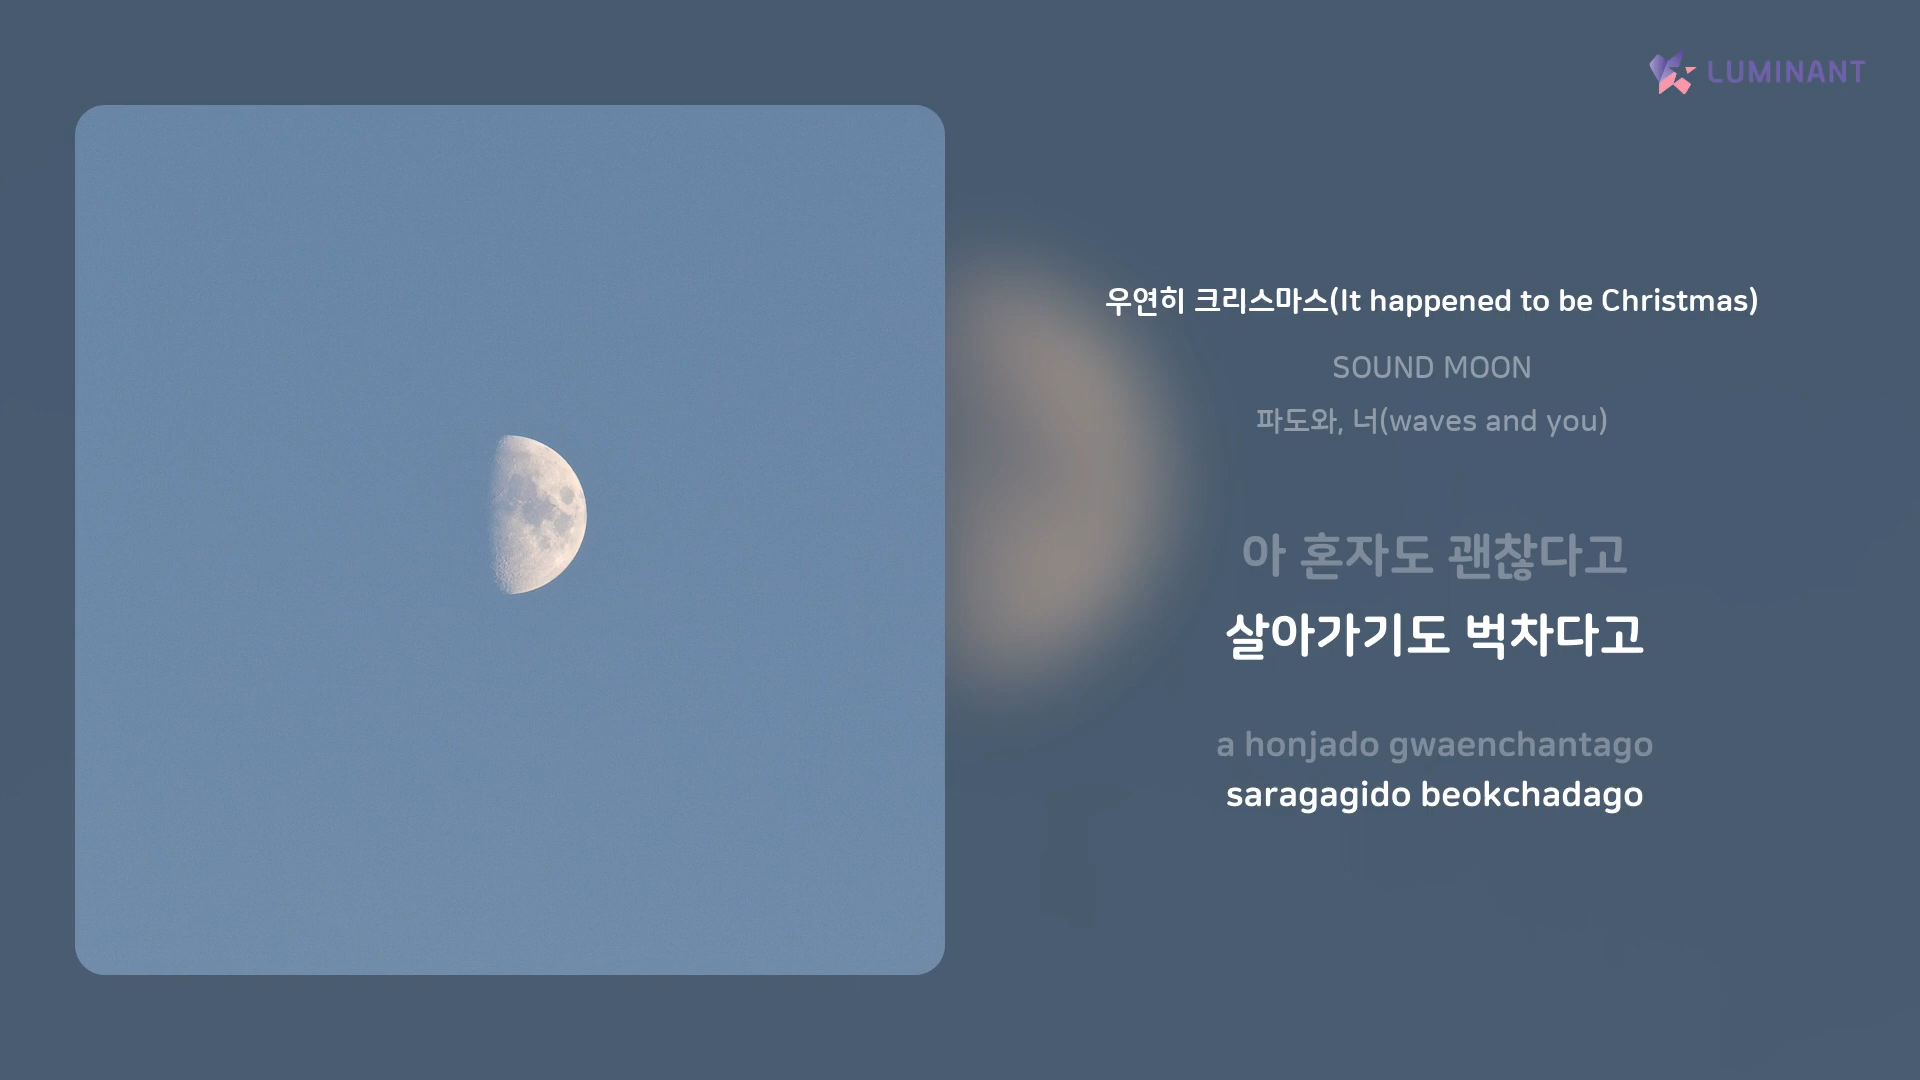 LUMINANT
우연히 크리스마스(It happened to be Christmas)
SOUND MOON
파도와, 너(waves and you)
아 혼자도 괜찮다고
살아가기도 벅차다고
a honjado gwaenchantago
saragagido beokchadago